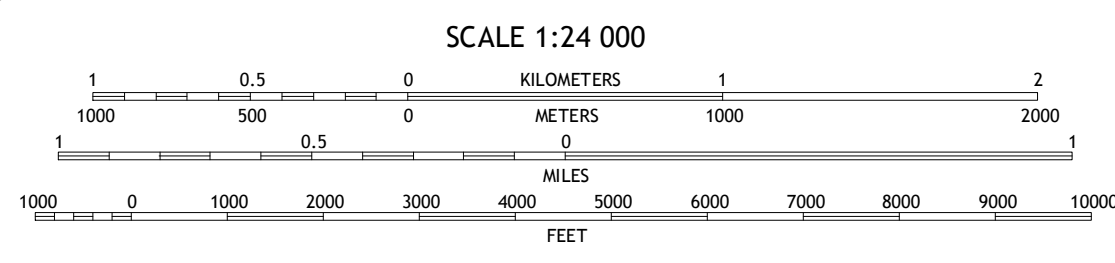 SCALE 1:24 000
1 0.5 0 KILOMETERS 1 2
1000 500 0 METERS 1000 2000
1 0.5 0 1
MILES
1000 0 1000 2000 3000 4000 5000 6000 7000 8000 9000 10000
FEET